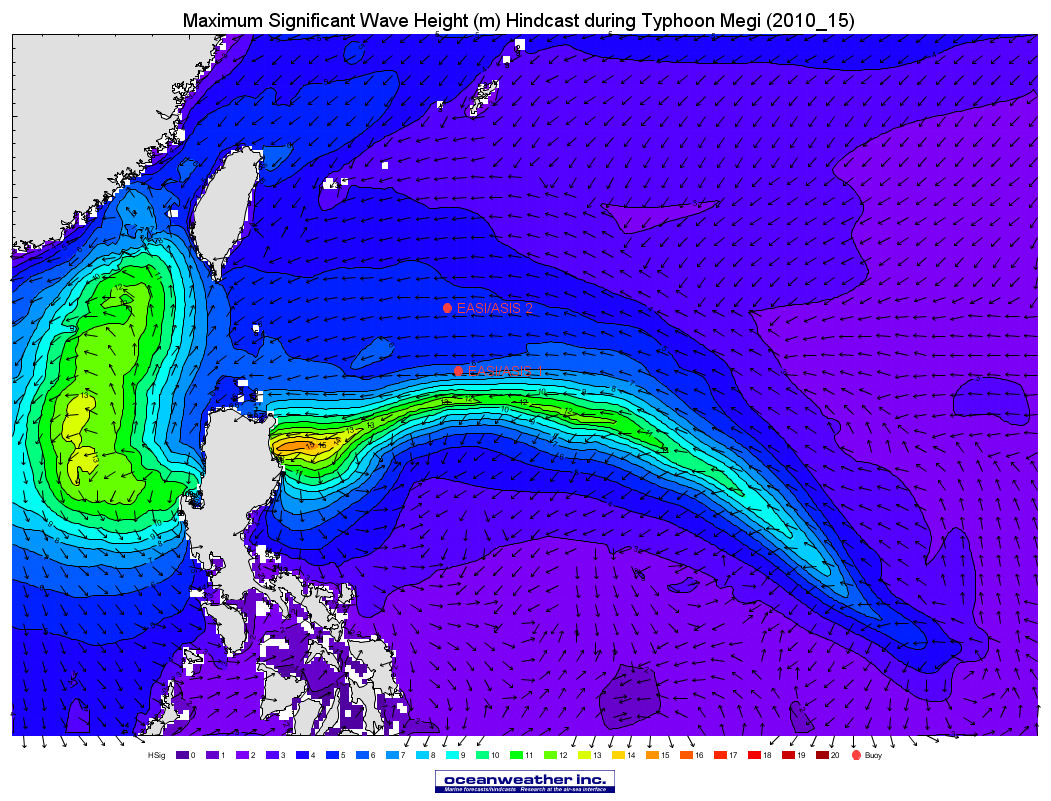 Maximum Significant Wave Height (m) Hindcast during Typhoon Megi (2010_15)
EASI/ASIS 2
EASI/ASIS 1
HSig 0 1 2 3 4 5 6 7 8 9 10 11 12 13 14 15 16 17 18 19 20 Buoy
oceanweather inc.
Marine forecasts/hindcasts Research at the air-sea interface